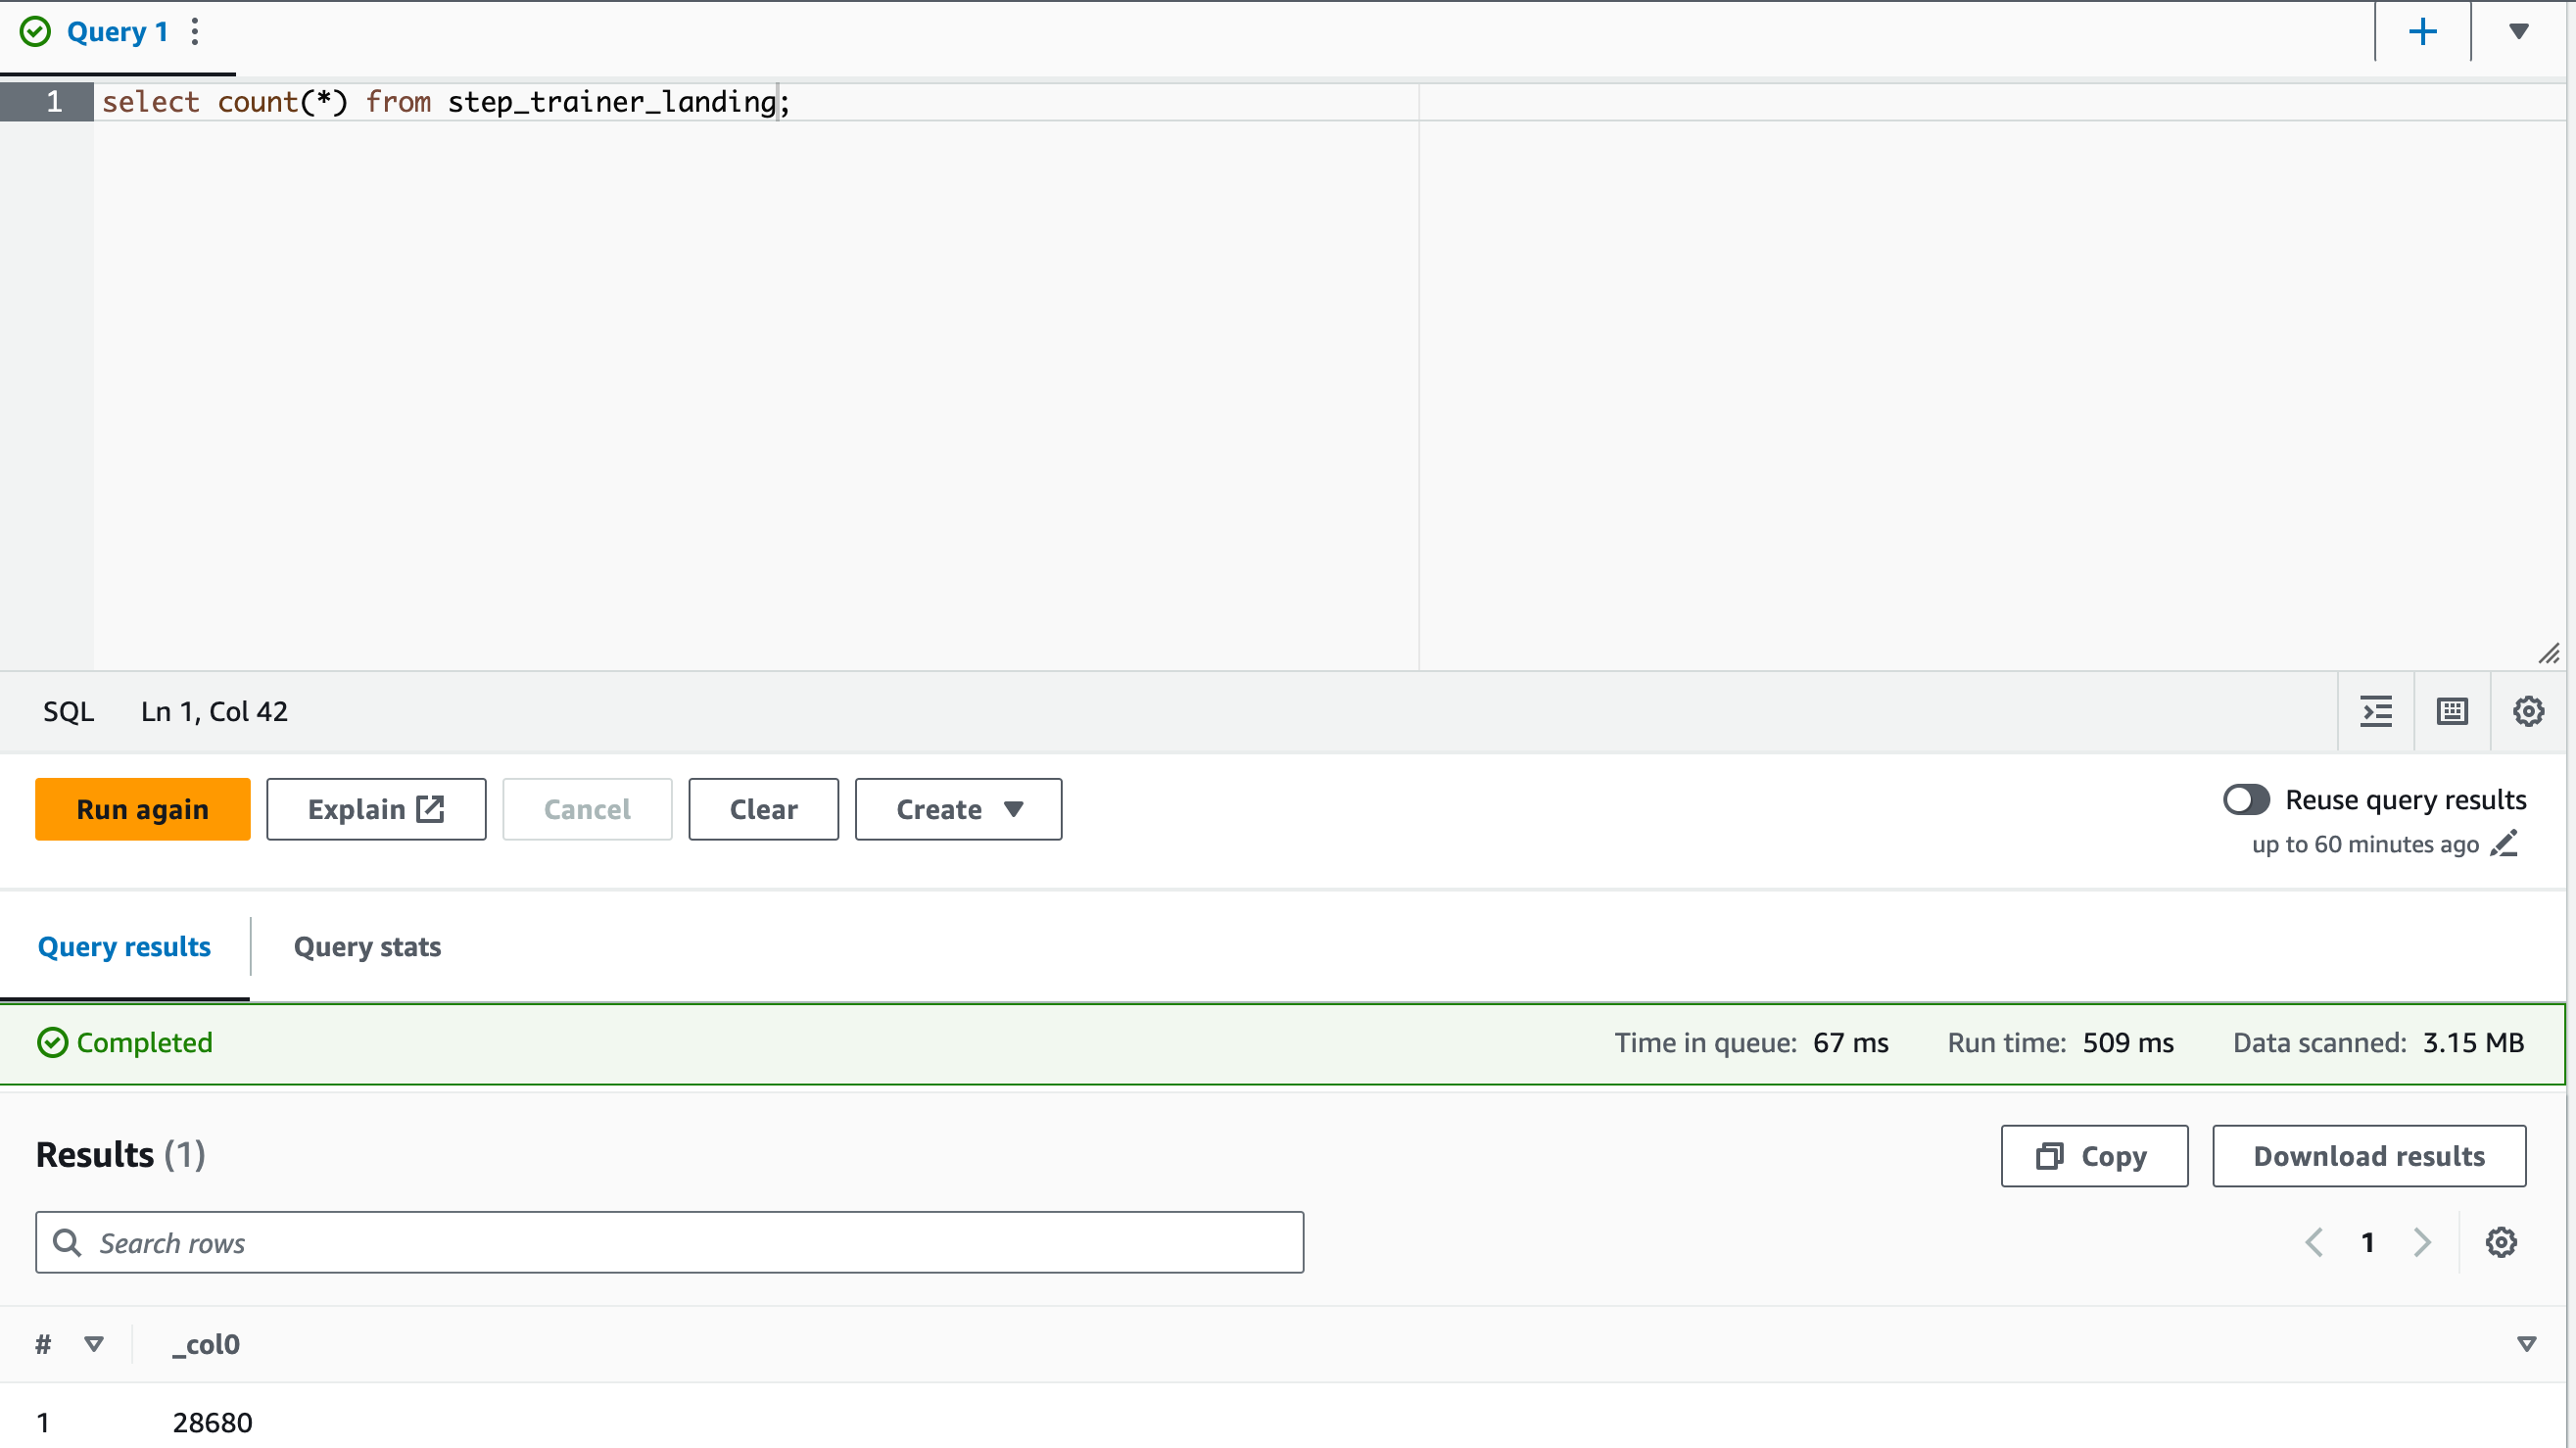 Query 1
1 select count(*) from step_trainer_landing;
SQL Ln 1, Col 42
Run again Explain Cancel Clear Create
Reuse query results
up to 60 minutes ago
Query results Query stats
Completed Time in queue: 67 ms Run time: 509 ms Data scanned: 3.15 MB
Results (1) Copy Download results
Search rows 1
# _col0
1 28680